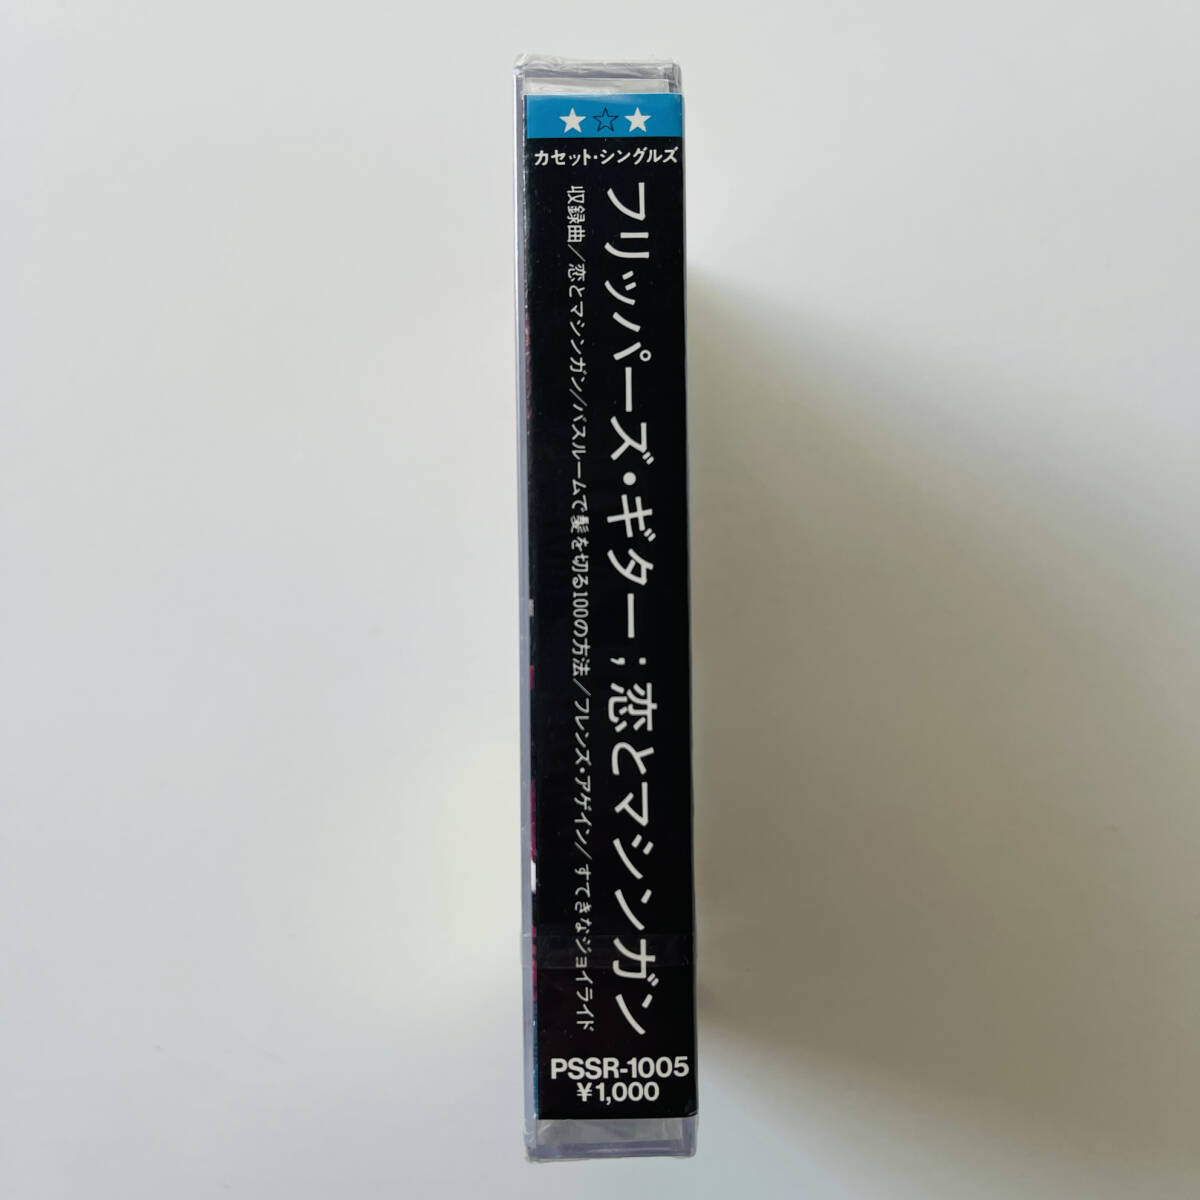 ★☆★
カセット・シングルズ
フリッパーズ・ギター；恋とマシンガン
収録曲／恋とマシンガン／バスルームで髪を切る100の方法／フレンズ・アゲイン／すてきなジョイライド
PSSR-1005
¥1,000